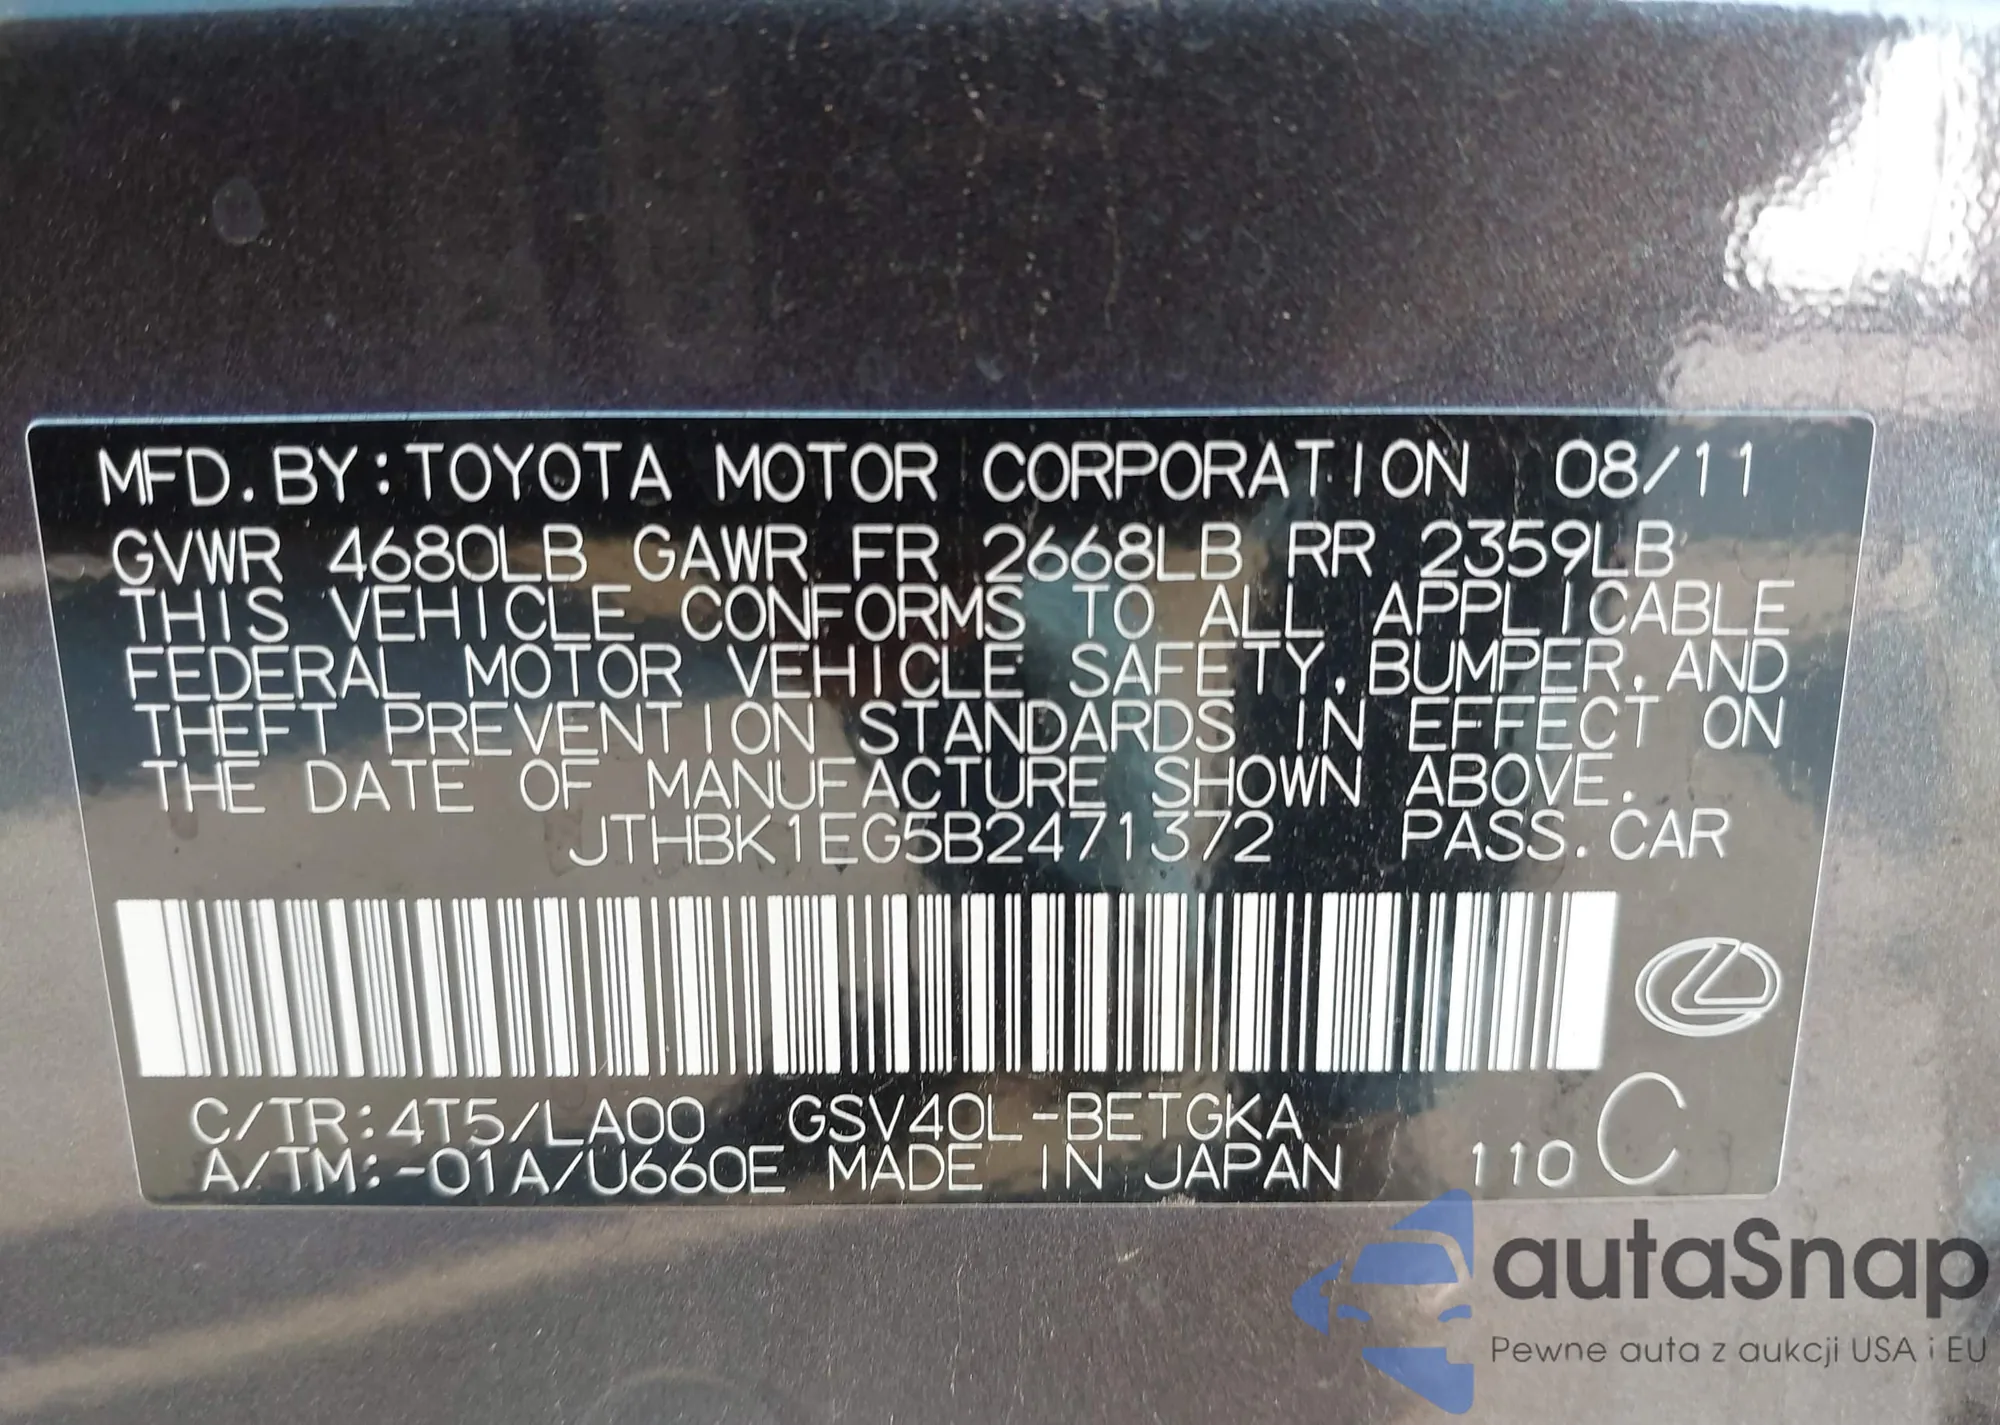 MFD.BY:TOYOTA MOTOR CORPORATION 08/11
GVWR 4680LB GAWR FR 2668LB RR 2359LB
THIS VEHICLE CONFORMS TO ALL APPLICABLE
FEDERAL MOTOR VEHICLE SAFETY,BUMPER,AND
THEFT PREVENTION STANDARDS IN EFFECT ON
THE DATE OF MANUFACTURE SHOWN ABOVE.
JTHBK1EG5B2471372 PASS.CAR
C/TR:4T5/LA00 GSV40L-BETGKA
A/TM:-01A/U660E MADE IN JAPAN 110 C
autaSnap
Pewne auta z aukcji USA i EU